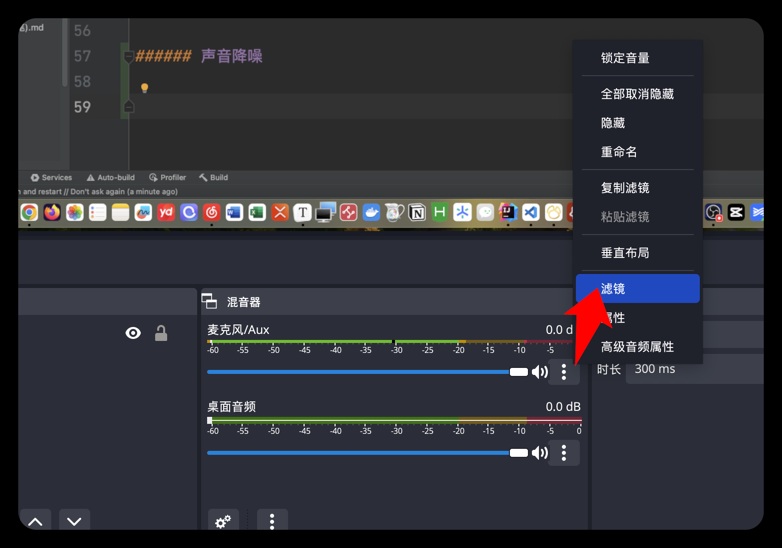 .md
56
57 ###### 声音降噪
58
59
Services Auto-build Profiler Build
and restart // Don't ask again (a minute ago)
锁定音量
全部取消隐藏
隐藏
重命名
复制滤镜
粘贴滤镜
垂直布局
滤镜
属性
高级音频属性
混音器
麦克风/Aux 0.0 d
-60 -55 -50 -45 -40 -35 -30 -25 -20 -15 -10 -5
时长 300 ms
桌面音频 0.0 dB
-60 -55 -50 -45 -40 -35 -30 -25 -20 -15 -10 -5 0